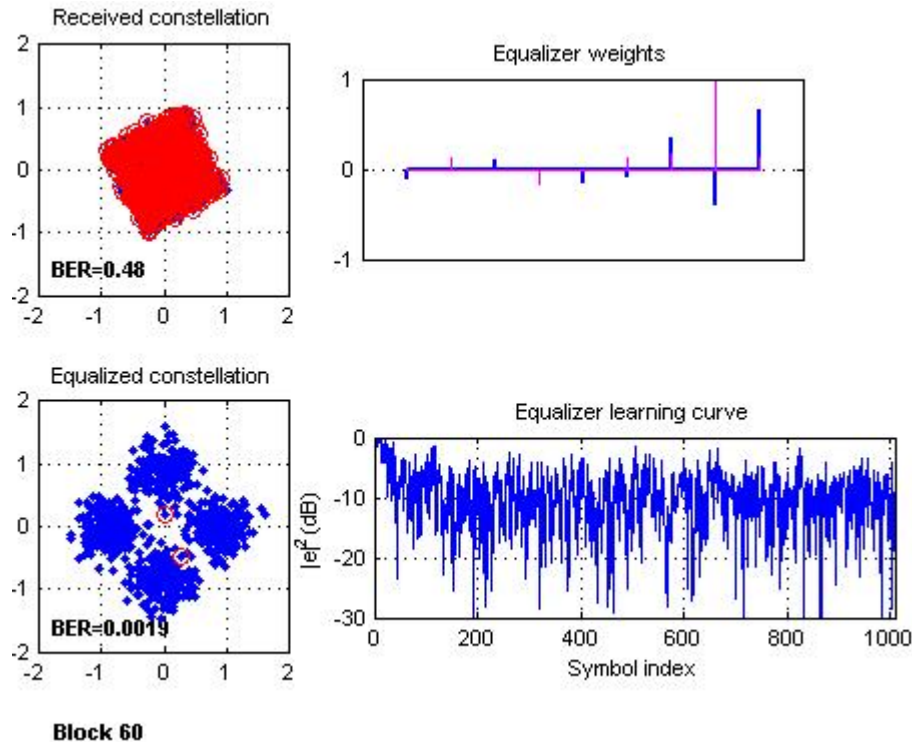 Received constellation
2
1
0
-1
-2
BER=0.48
-2 -1 0 1 2
Equalizer weights
1
0
-1
Equalized constellation
2
1
0
-1
-2
BER=0.0019
-2 -1 0 1 2
Equalizer learning curve
|e|² (dB)
0
-10
-20
-30
0 200 400 600 800 1000
Symbol index
Block 60